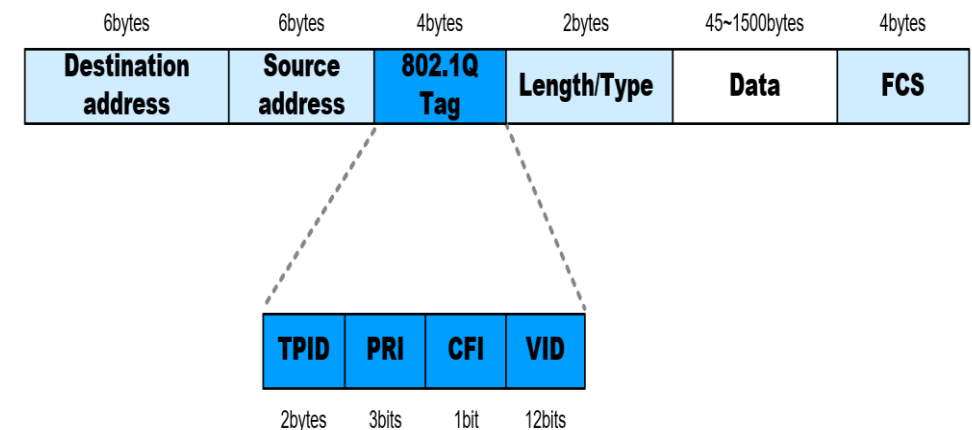 6bytes 6bytes 4bytes 2bytes 45~1500bytes 4bytes
Destination address Source address 802.1Q Tag Length/Type Data FCS
TPID PRI CFI VID
2bytes 3bits 1bit 12bits